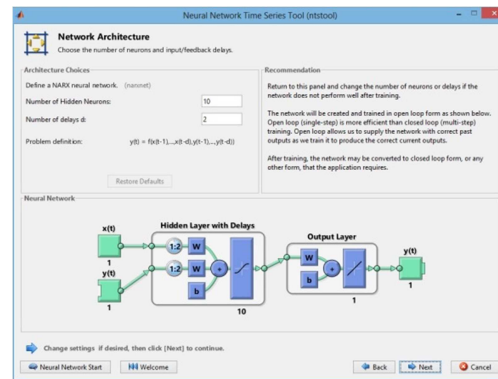 Neural Network Time Series Tool (ntstool)
Network Architecture
Choose the number of neurons and input/feedback delays.
Architecture Choices
Define a NARX neural network. (narxnet)
Number of Hidden Neurons: 10
Number of delays d: 2
Problem definition: y(t) = f(x(t-1),...,x(t-d),y(t-1),...,y(t-d))
Restore Defaults
Recommendation
Return to this panel and change the number of neurons or delays if the
network does not perform well after training.
The network will be created and trained in open loop form as shown below.
Open loop (single-step) is more efficient than closed loop (multi-step)
training. Open loop allows us to supply the network with correct past
outputs as we train it to produce the correct current outputs.
After training, the network may be converted to closed loop form, or any
other form, that the application requires.
Neural Network
Hidden Layer with Delays
Output Layer
x(t)
1
y(t)
1
1:2
W
1:2
W
b
+
10
W
b
+
1
y(t)
1
Change settings if desired, then click [Next] to continue.
Neural Network Start
Welcome
Back
Next
Cancel